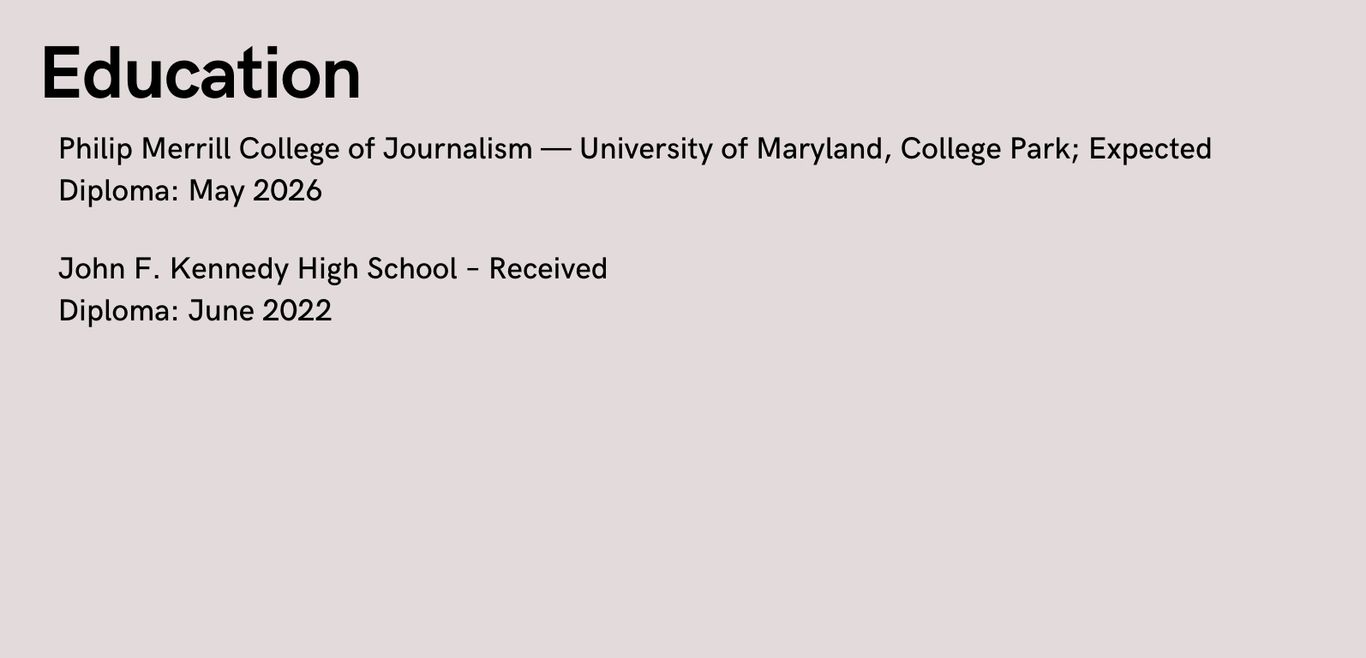 Education
Philip Merrill College of Journalism — University of Maryland, College Park; Expected
Diploma: May 2026
John F. Kennedy High School - Received
Diploma: June 2022